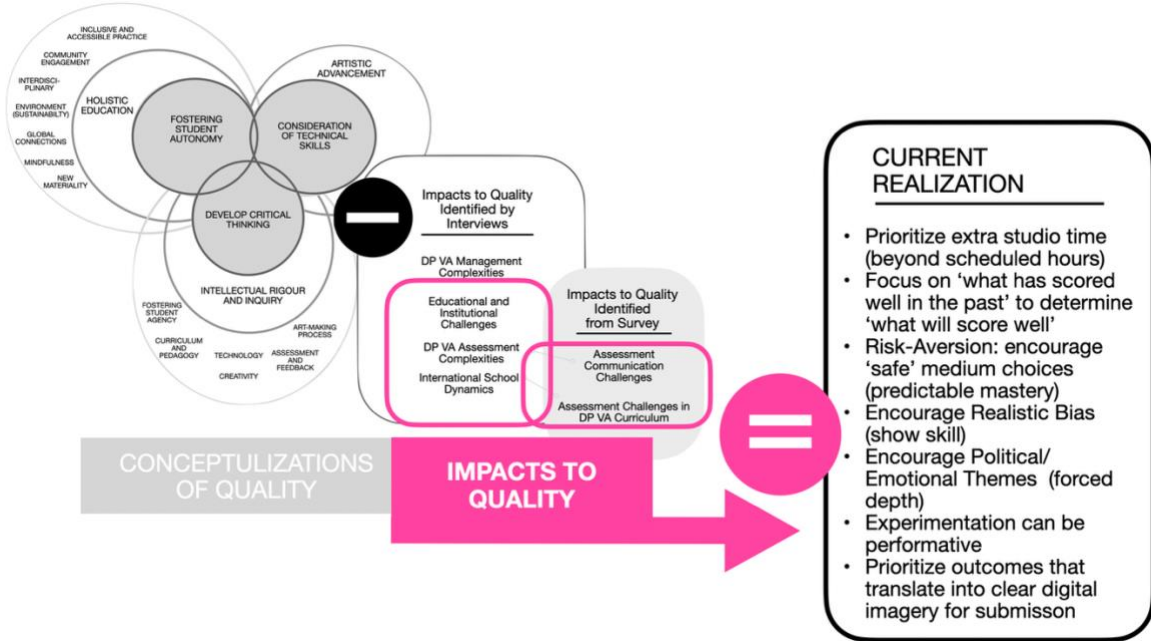 INCLUSIVE AND
ACCESSIBLE PRACTICE
COMMUNITY
ENGAGEMENT
INTERDISCI-
PLINARY
ENVIRONMENT
(SUSTAINABILTY)
GLOBAL
CONNECTIONS
MINDFULNESS
NEW
MATERIALITY
HOLISTIC
EDUCATION
FOSTERING
STUDENT
AUTONOMY
CONSIDERATION
OF TECHNICAL
SKILLS
ARTISTIC
ADVANCEMENT
DEVELOP CRITICAL
THINKING
INTELLECTUAL RIGOUR
AND INQUIRY
FOSTERING
STUDENT
AGENCY
CURRICULUM
AND
PEDAGOGY
TECHNOLOGY
CREATIVITY
ASSESSMENT
AND
FEEDBACK
ART-MAKING
PROCESS
Impacts to Quality
Identified by
Interviews
DP VA Management
Complexities
Educational and
Institutional
Challenges
DP VA Assessment
Complexities
International School
Dynamics
Impacts to Quality
Identified
from Survey
Assessment
Communication
Challenges
Assessment Challenges in
DP VA Curriculum
CONCEPTULIZATIONS
OF QUALITY
IMPACTS TO
QUALITY
CURRENT
REALIZATION
• Prioritize extra studio time
(beyond scheduled hours)
• Focus on ‘what has scored
well in the past’ to determine
‘what will score well’
• Risk-Aversion: encourage
‘safe’ medium choices
(predictable mastery)
• Encourage Realistic Bias
(show skill)
• Encourage Political/
Emotional Themes (forced
depth)
• Experimentation can be
performative
• Prioritize outcomes that
translate into clear digital
imagery for submisson